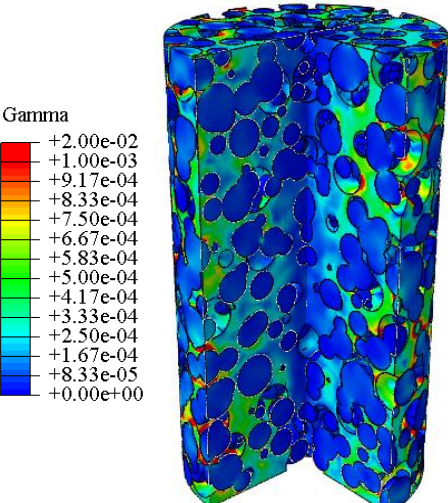 Gamma
+2.00e-02
+1.00e-03
+9.17e-04
+8.33e-04
+7.50e-04
+6.67e-04
+5.83e-04
+5.00e-04
+4.17e-04
+3.33e-04
+2.50e-04
+1.67e-04
+8.33e-05
+0.00e+00